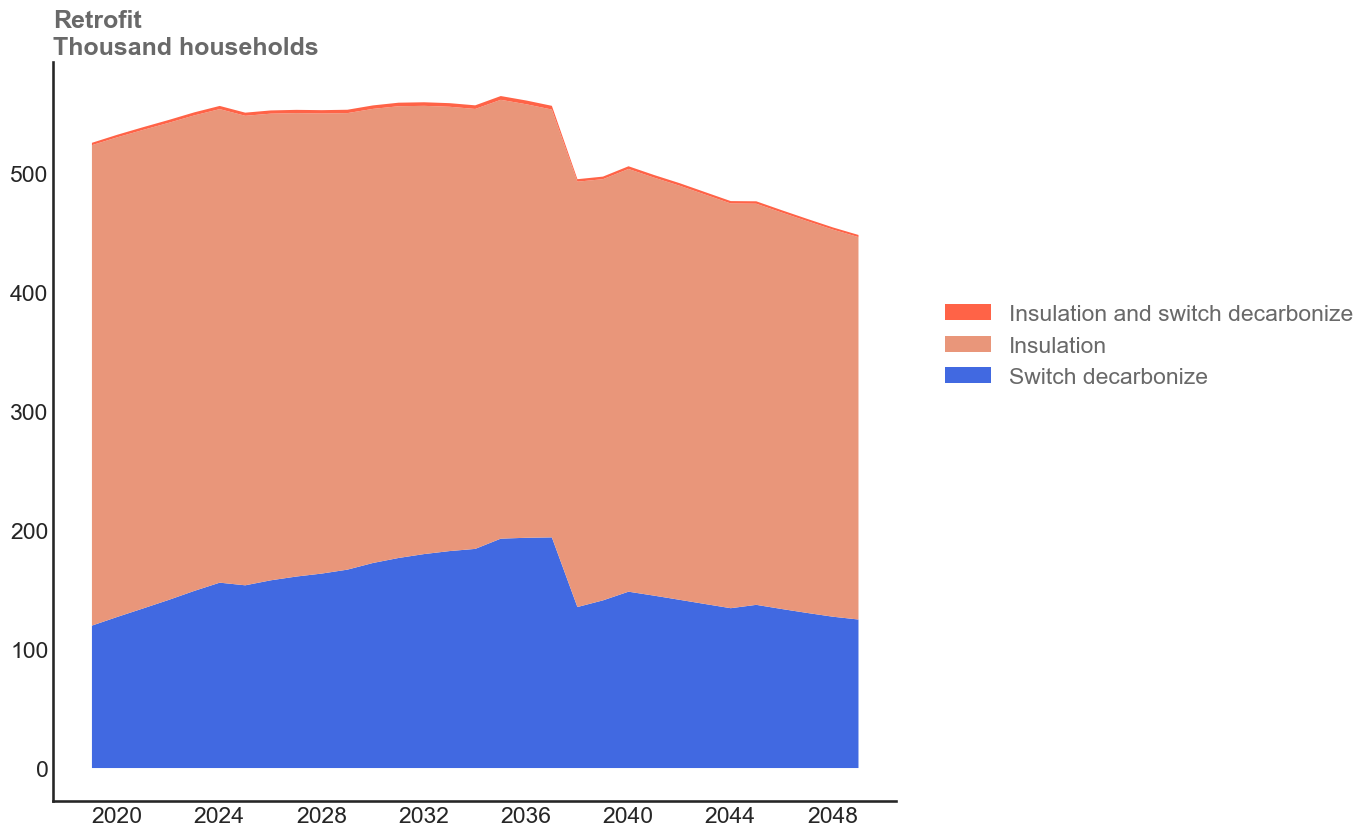 Retrofit
Thousand households
500
400
300
200
100
0
2020 2024 2028 2032 2036 2040 2044 2048
Insulation and switch decarbonize
Insulation
Switch decarbonize